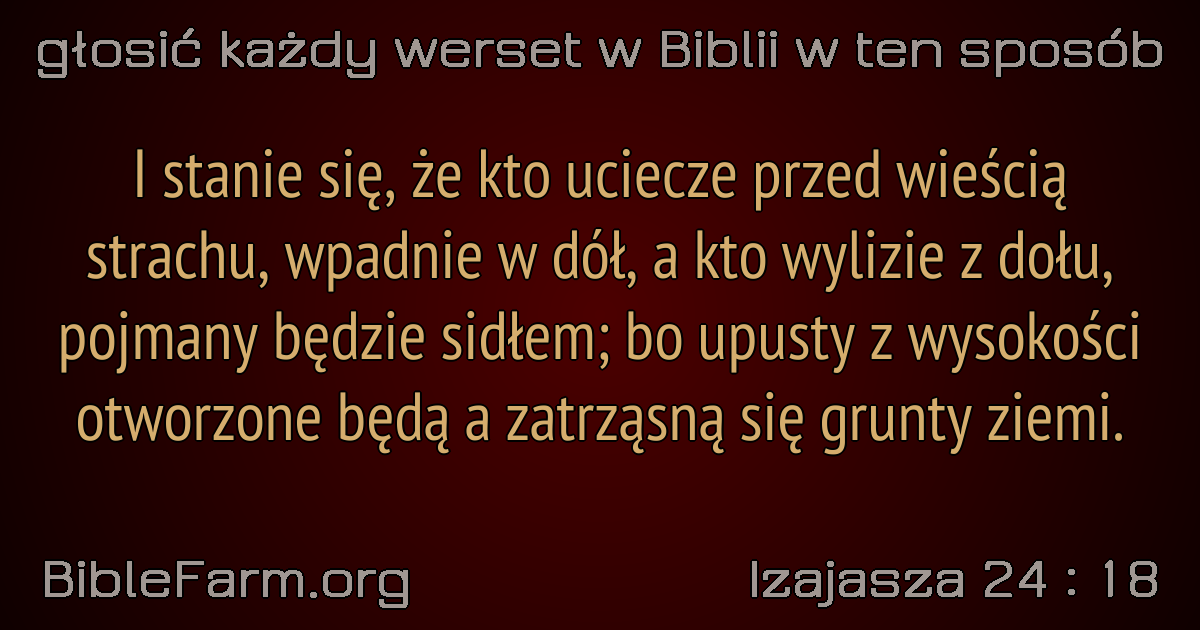 głosić każdy werset w Biblii w ten sposób
I stanie się, że kto uciecze przed wieścią
strachu, wpadnie w dół, a kto wylizie z dołu,
pojmany będzie sidłem; bo upusty z wysokości
otworzone będą a zatrząsną się grunty ziemi.
BibleFarm.org
Izajasza 24 : 18